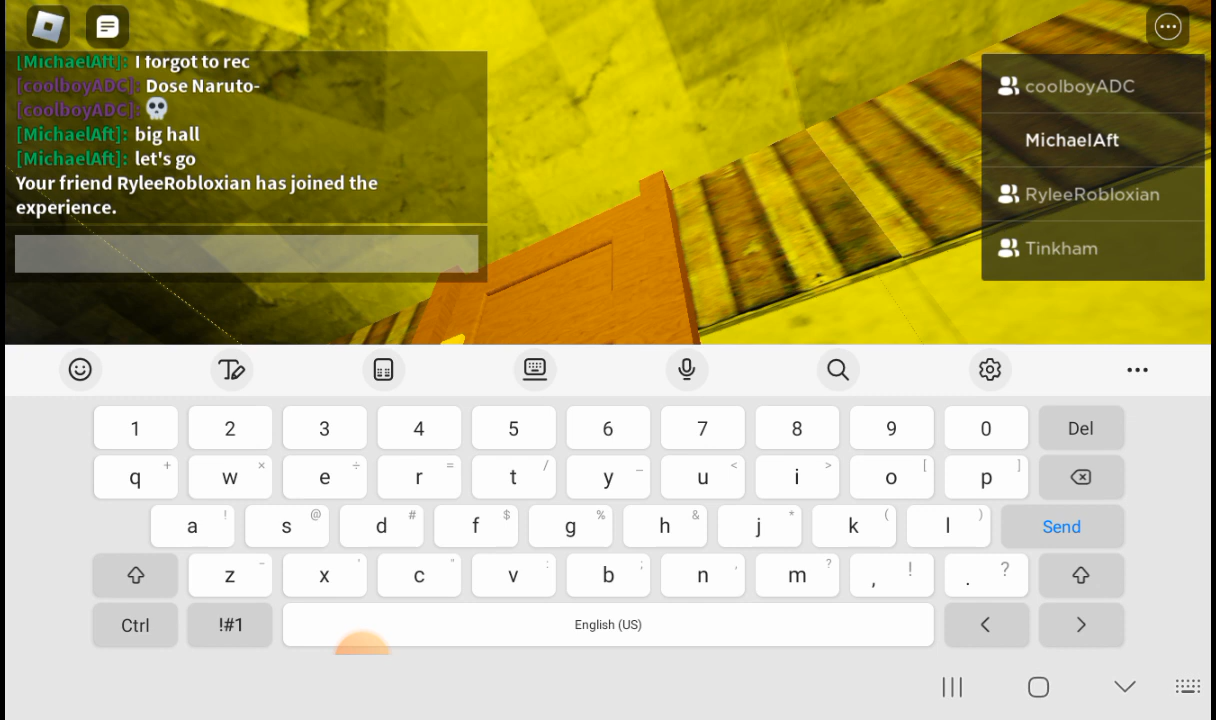 [MichaelAft]: I forgot to rec
[coolboyADC]: Dose Naruto-
[coolboyADC]: 💀
[MichaelAft]: big hall
[MichaelAft]: let's go
Your friend RyleeRobloxian has joined the
experience.
coolboyADC
MichaelAft
RyleeRobloxian
Tinkham
1 2 3 4 5 6 7 8 9 0 Del
q + w × e ÷ r = t / y _ u < i > o [ p ]
a ! s @ d # f $ g % h & j * k ( l ) Send
z - x ' c " v : b ; n , m ? , ! . ?
Ctrl !#1 English (US) < >